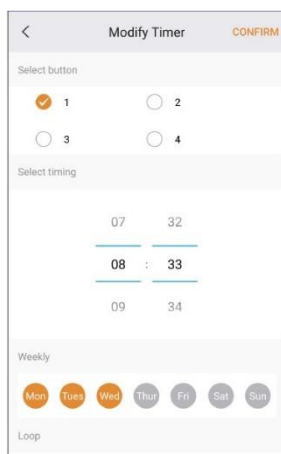 Modify Timer CONFIRM
Select button
1 2
3 4
Select timing
07 32
08 : 33
09 34
Weekly
Mon Tues Wed Thur Fri Sat Sun
Loop